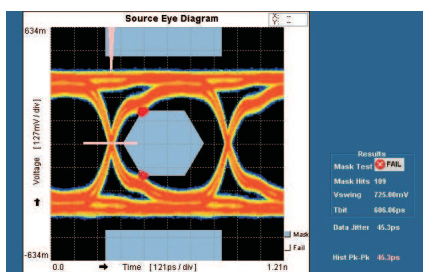 Source Eye Diagram
X: --
Y: --
634m
Voltage [127mV / div]
-634m
0.0
Time [121ps / div]
1.21n
Mask
Fail
Results
Mask Test FAIL
Mask Hits 109
Vswing 725.00mV
Tbit 606.06ps
Data Jitter 45.3ps
Hist Pk-Pk 45.3ps